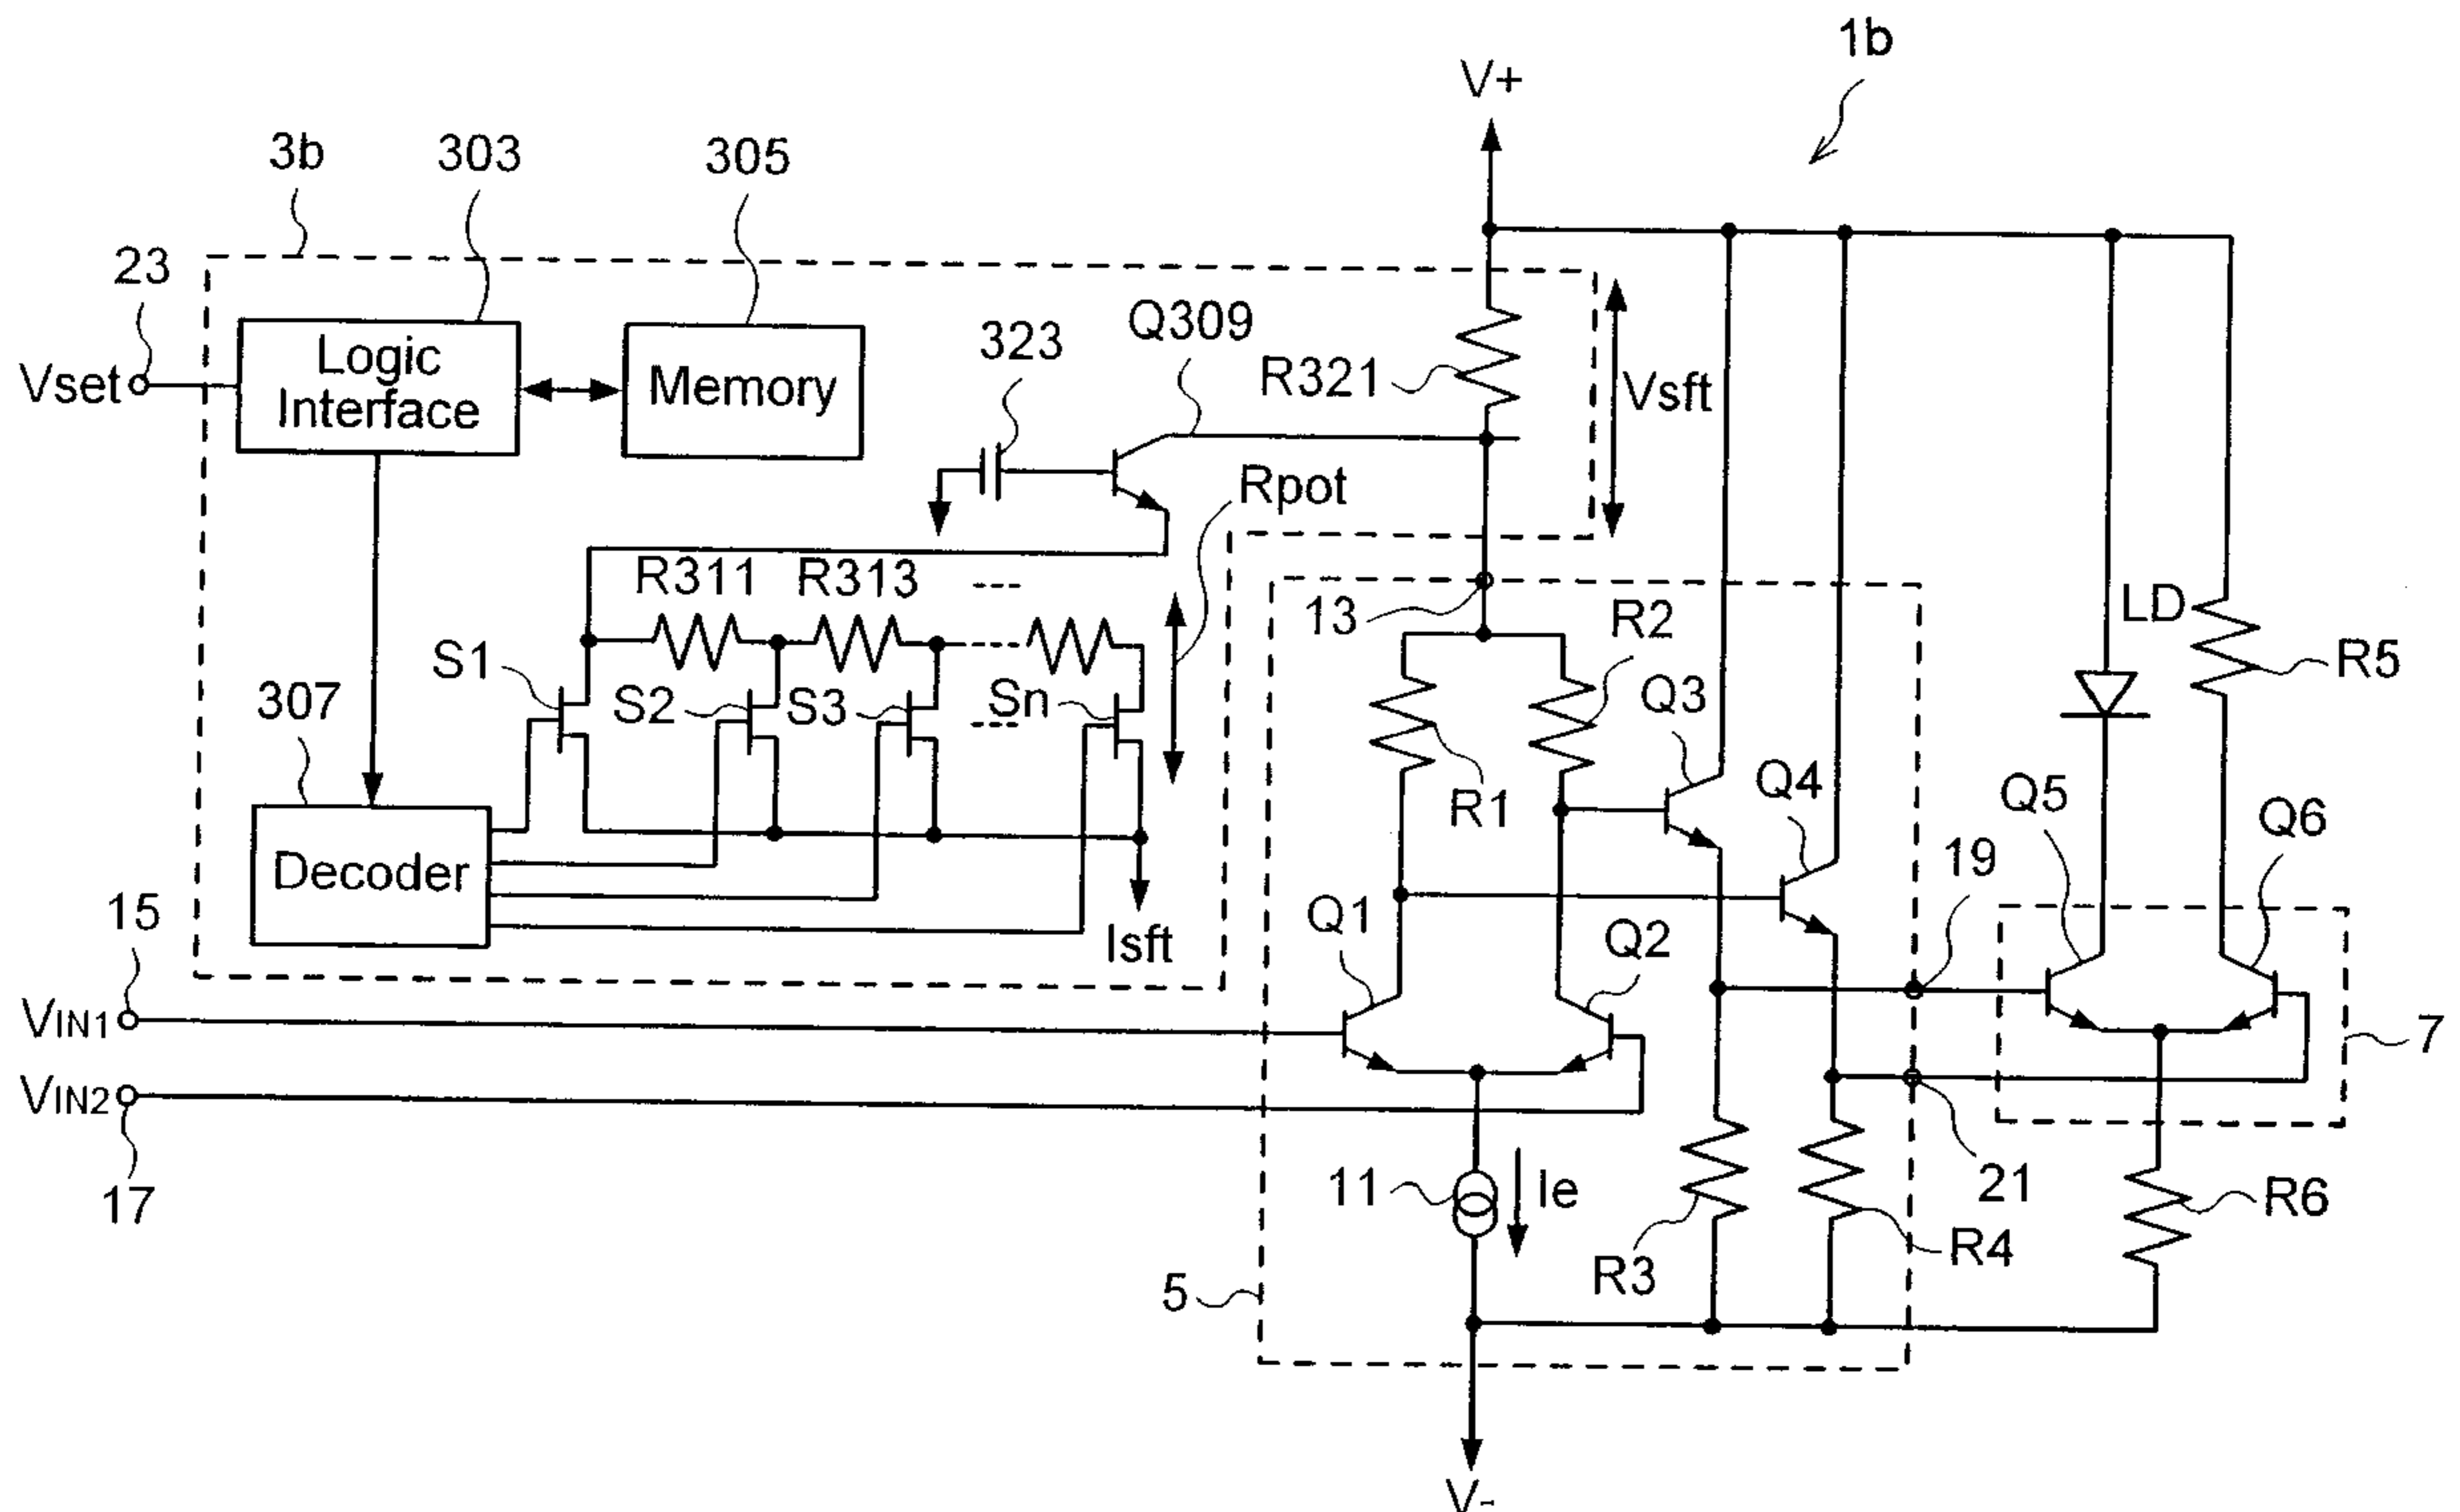 1b
V+
3b
303
305
23
Vset
Logic
Interface
Memory
323
Q309
R321
Vsft
Rpot
R311
R313
13
R2
LD
R5
S1
S2
S3
Sn
Q3
307
R1
Q4
Q5
Q6
Decoder
19
15
Isft
Q1
Q2
VIN1
7
VIN2
17
11
Ie
21
R6
R3
R4
5
V-